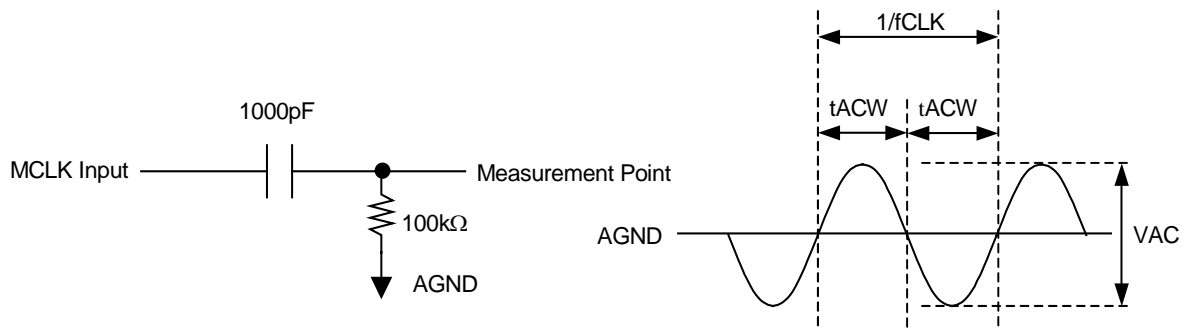 1/fCLK
1000pF
tACW tACW
MCLK Input
Measurement Point
100kΩ
AGND
AGND
VAC